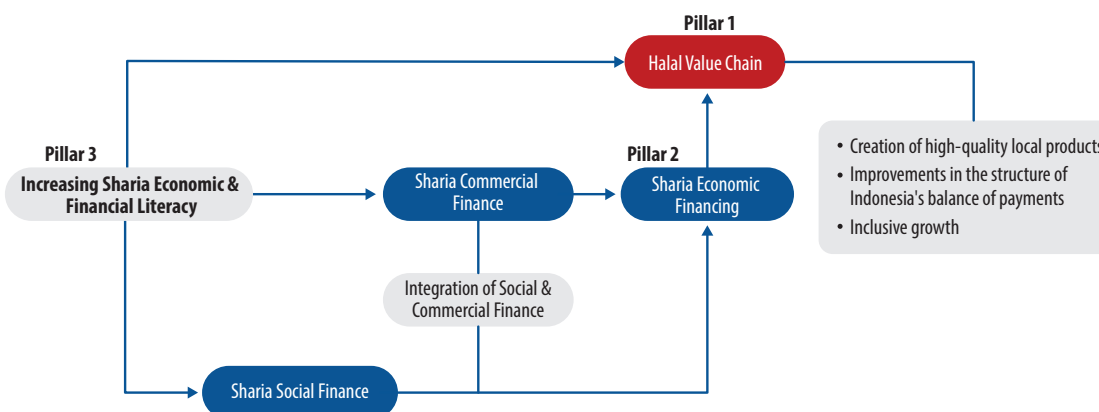 Pillar 1
Halal Value Chain
Pillar 3
Increasing Sharia Economic &
Financial Literacy
Sharia Commercial
Finance
Pillar 2
Sharia Economic
Financing
• Creation of high-quality local products
• Improvements in the structure of
Indonesia's balance of payments
• Inclusive growth
Integration of Social &
Commercial Finance
Sharia Social Finance